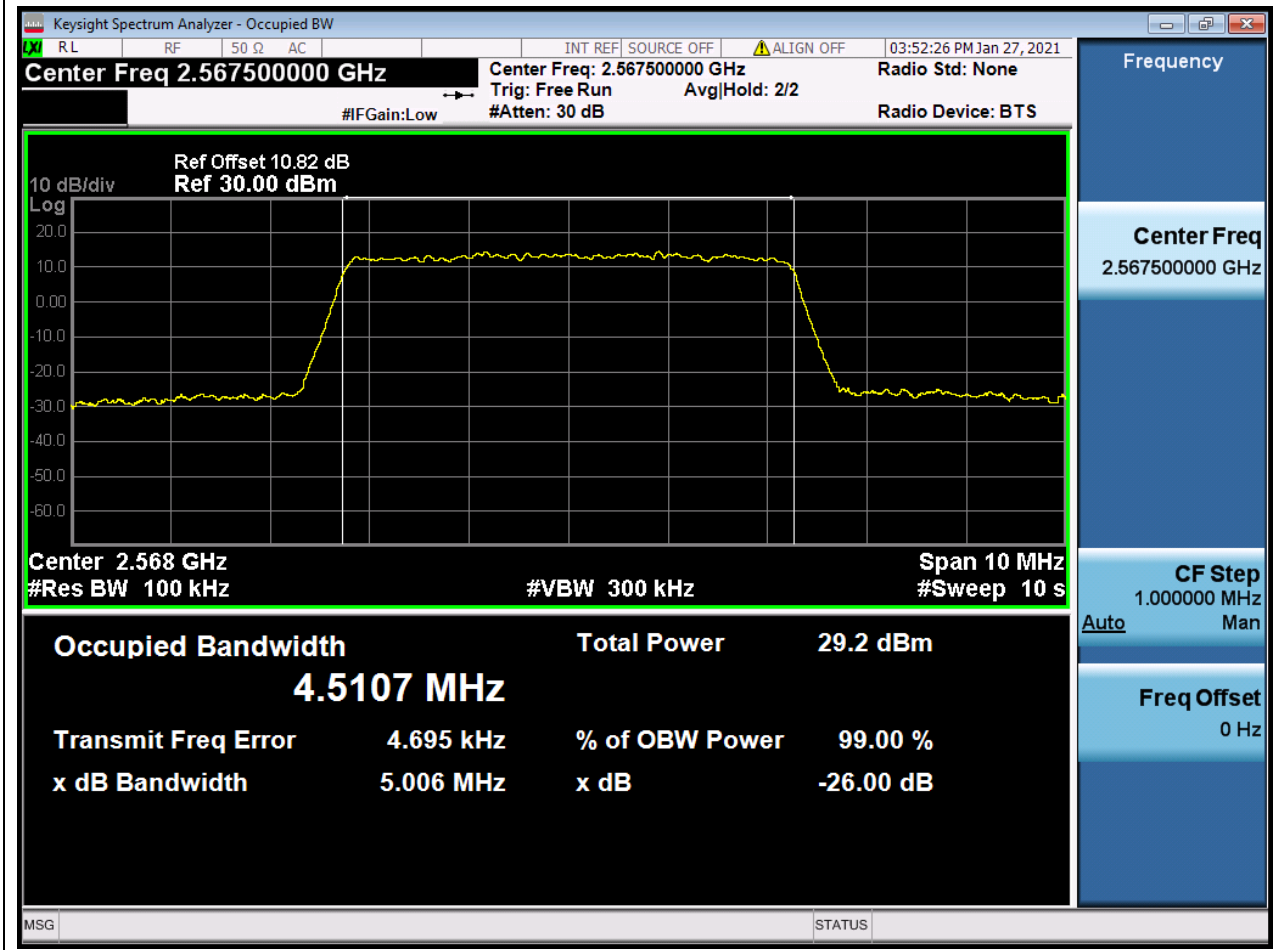 Keysight Spectrum Analyzer - Occupied BW
LXI RL RF 50 Ω AC INT REF SOURCE OFF ALIGN OFF 03:52:26 PM Jan 27, 2021
Center Freq 2.567500000 GHz
Center Freq: 2.567500000 GHz Radio Std: None
Trig: Free Run Avg|Hold: 2/2
#IFGain:Low #Atten: 30 dB Radio Device: BTS
Ref Offset 10.82 dB
10 dB/div Ref 30.00 dBm
Log
20.0
10.0
0.00
-10.0
-20.0
-30.0
-40.0
-50.0
-60.0
Center 2.568 GHz Span 10 MHz
#Res BW 100 kHz #VBW 300 kHz #Sweep 10 s
Occupied Bandwidth Total Power 29.2 dBm
4.5107 MHz
Transmit Freq Error 4.695 kHz % of OBW Power 99.00 %
x dB Bandwidth 5.006 MHz x dB -26.00 dB
Frequency
Center Freq
2.567500000 GHz
CF Step
1.000000 MHz
Auto Man
Freq Offset
0 Hz
MSG STATUS